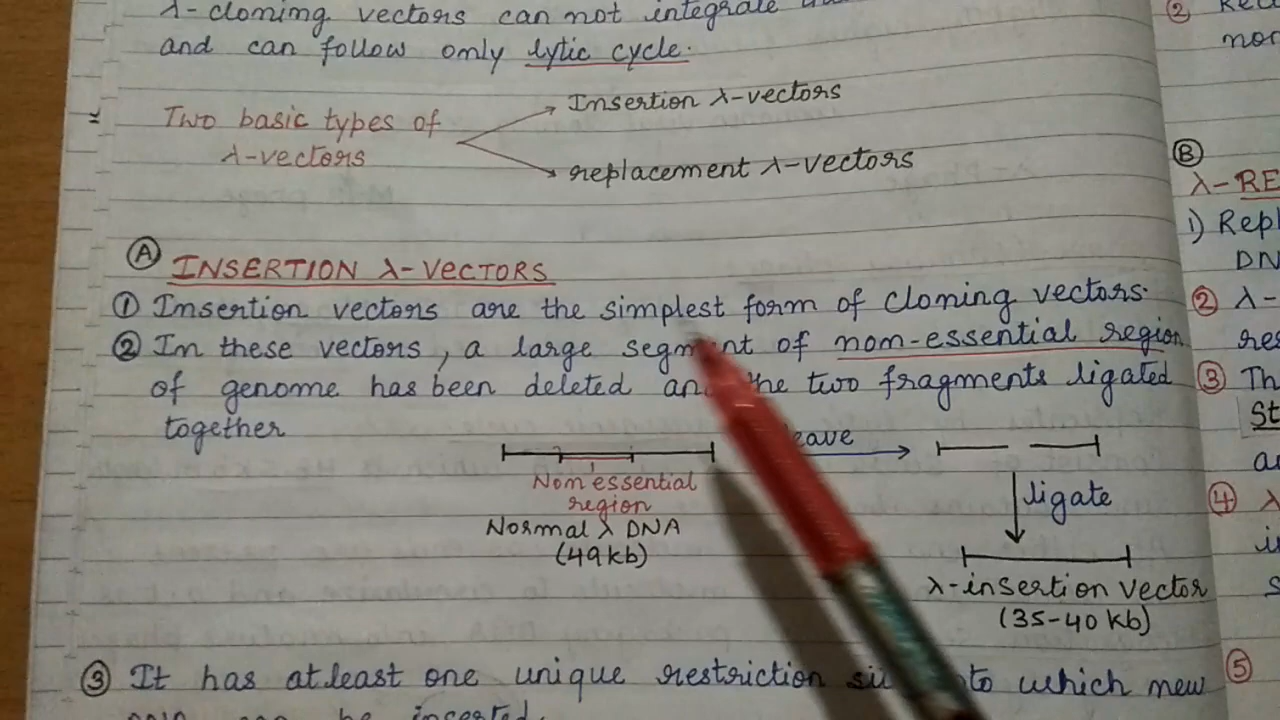 λ-cloning vectors can not integrate
and can follow only lytic cycle.
Two basic types of
λ-vectors
Insertion λ-vectors
replacement λ-vectors
Ⓐ INSERTION λ-VECTORS
① Insertion vectors are the simplest form of cloning vectors.
② In these vectors, a large segment of non-essential region
of genome has been deleted and the two fragments ligated
together
eave
Non essential
region
Normal λ DNA
(49kb)
ligate
λ-insertion vector
(35-40 kb)
③ It has atleast one unique restriction to which new
be inserted.
②
nor
Ⓑ
λ-RE
i) Repl
DN
② λ-
res
③ Th
St
④ λ
⑤